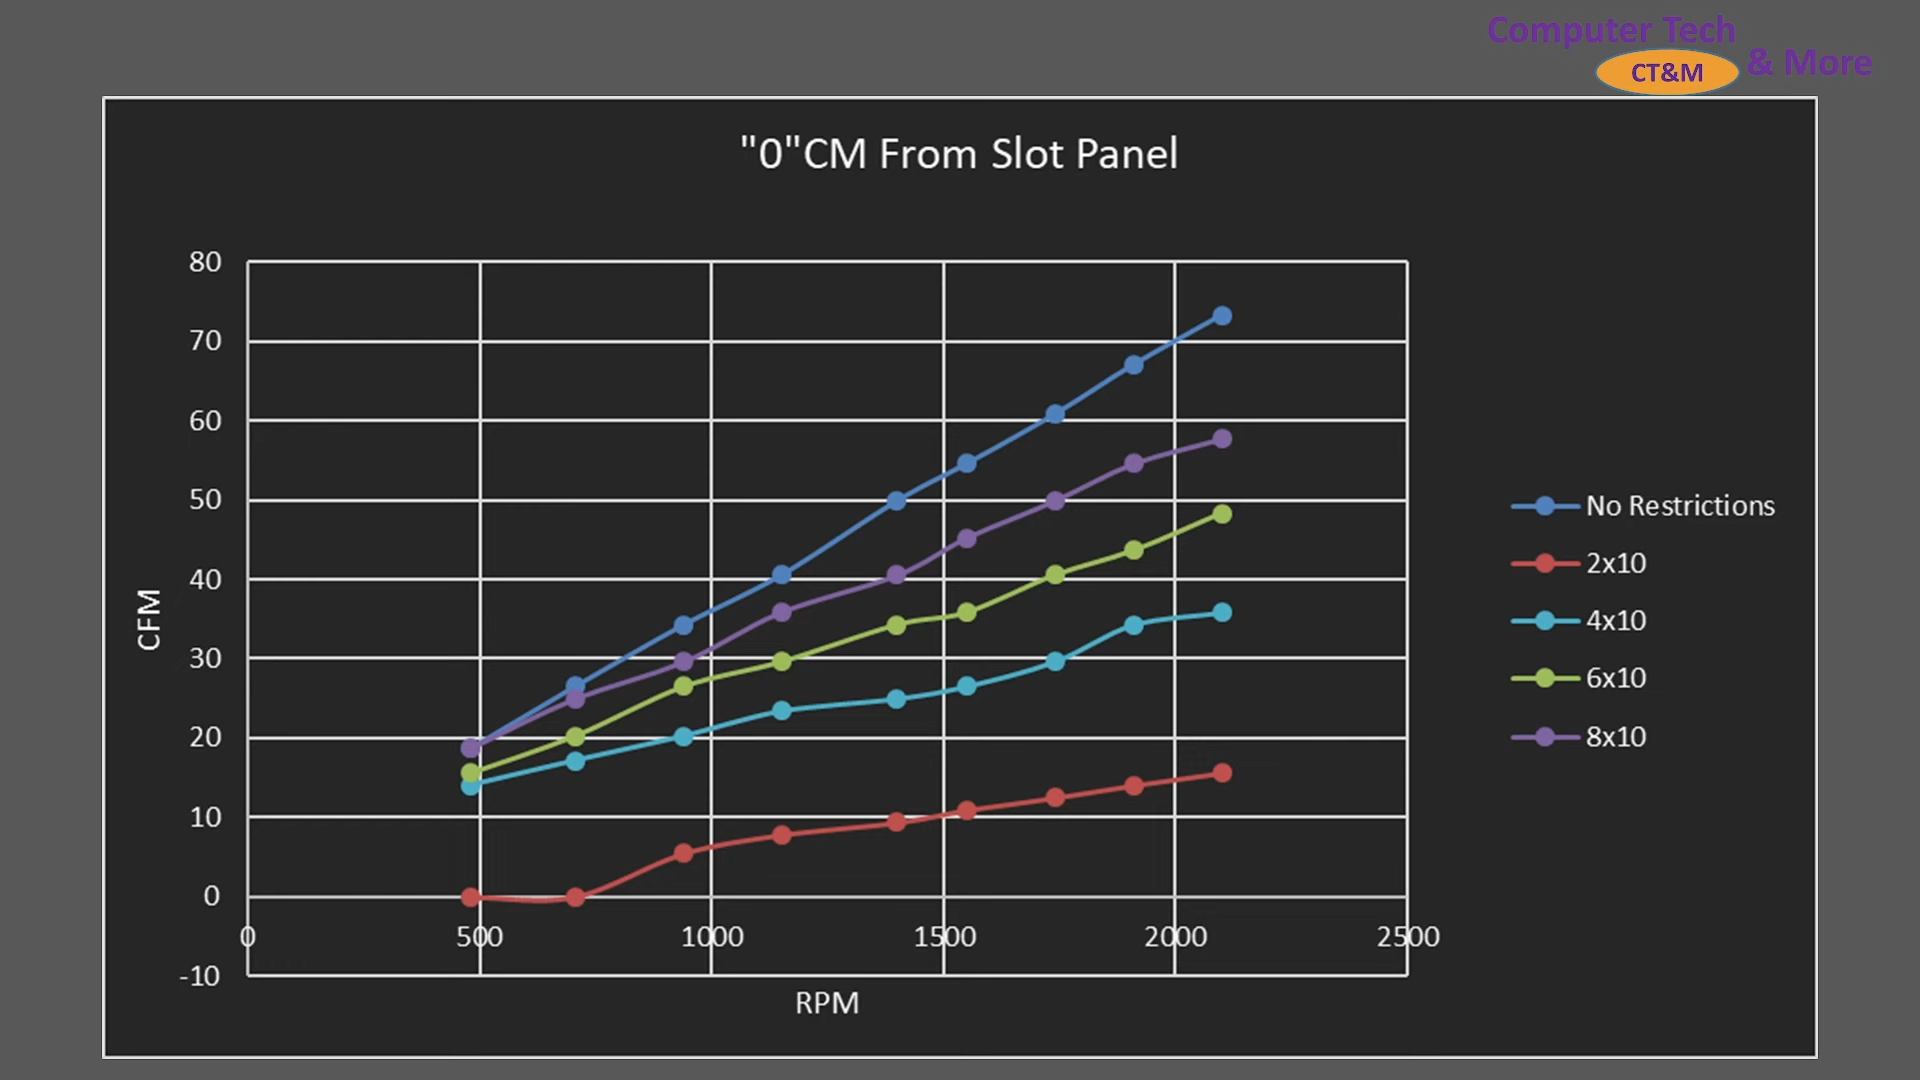 Computer Tech
CT&M
& More
"0"CM From Slot Panel
80
70
60
50
40
30
20
10
0
-10
CFM
0
500
1000
1500
2000
2500
RPM
No Restrictions
2x10
4x10
6x10
8x10